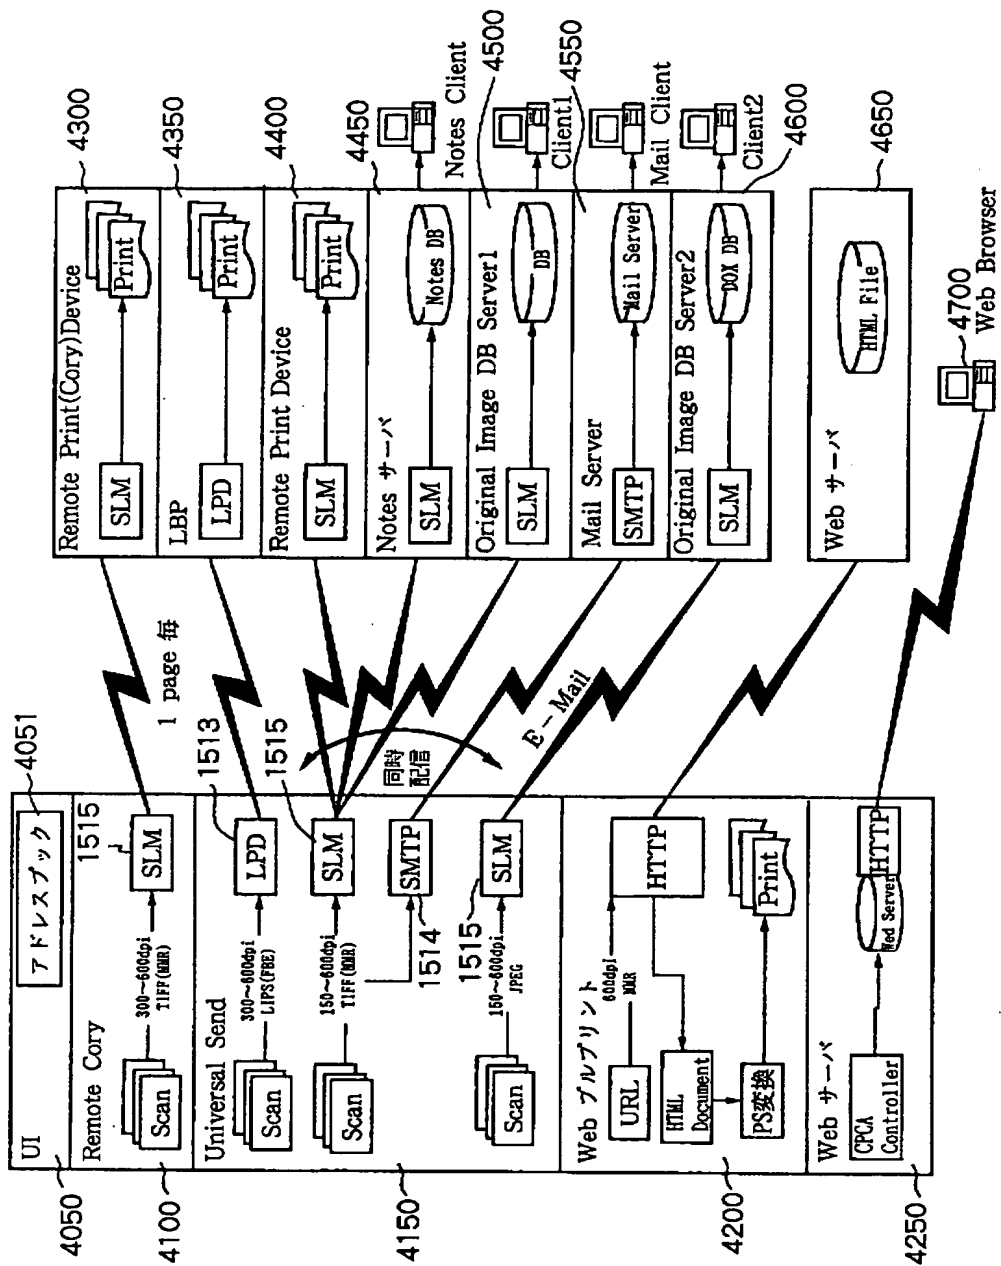 4050
UI
アドレスブック
4051
4100
Remote Cory
Scan
300～600dpi
TIFF(MMR)
SLM
1515
1 page 毎
4150
Universal Send
Scan
300～600dpi
LIPS(FBE)
LPD
1513
Scan
150～600dpi
TIFF(MMR)
SLM
1515
SMTP
1514
同時
配信
Scan
150～600dpi
JPEG
SLM
1515
E-Mail
4200
Web プルプリント
URL
600dpi
MMR
HTTP
HTML
Document
PS変換
Print
4250
Web サーバ
CPCA
Controller
Wed Server
HTTP
Remote Print(Cory)Device
4300
SLM
Print
LBP
4350
LPD
Print
Remote Print Device
4400
SLM
Print
Notes サーバ
4450
SLM
Notes DB
Notes Client
Original Image DB Server1
4500
SLM
DB
Client1
Mail Server
4550
SMTP
Mail Server
Mail Client
Original Image DB Server2
4600
SLM
DOX DB
Client2
Web サーバ
4650
HTML File
4700
Web Browser